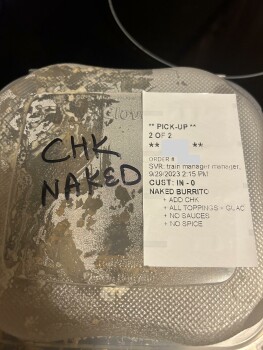 CHK
NAKED
** PICK-UP **
2 OF 2
** **
ORDER #
SVR: train manager manejer,
9/29/2023 2:15 PM
CUST: IN - 0
NAKED BURRITO
+ ADD CHK
+ ALL TOPPINGS + GUAC
+ NO SAUCES
+ NO SPICE